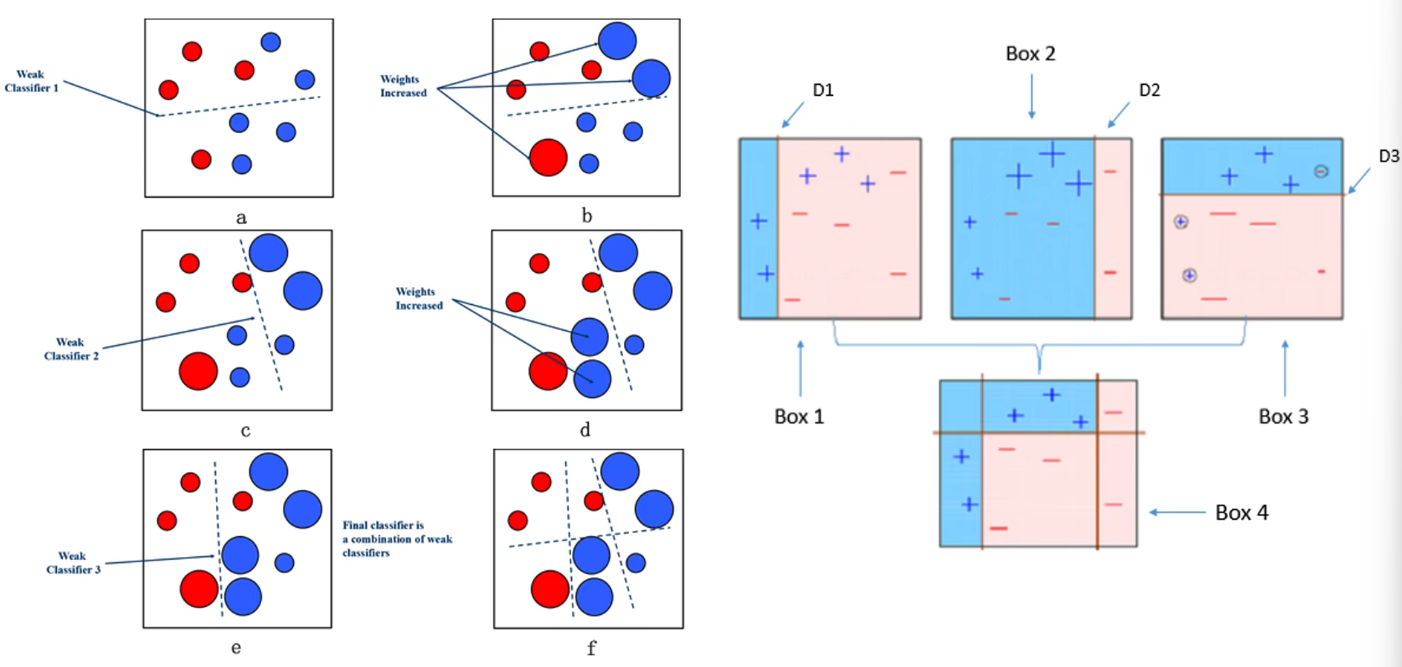 Weak
Classifier 1
a
Weights
Increased
b
Weak
Classifier 2
c
Weights
Increased
d
Weak
Classifier 3
e
Final classifier is
a combination of weak
classifiers
f
Box 2
D1
D2
D3
Box 1
Box 3
Box 4